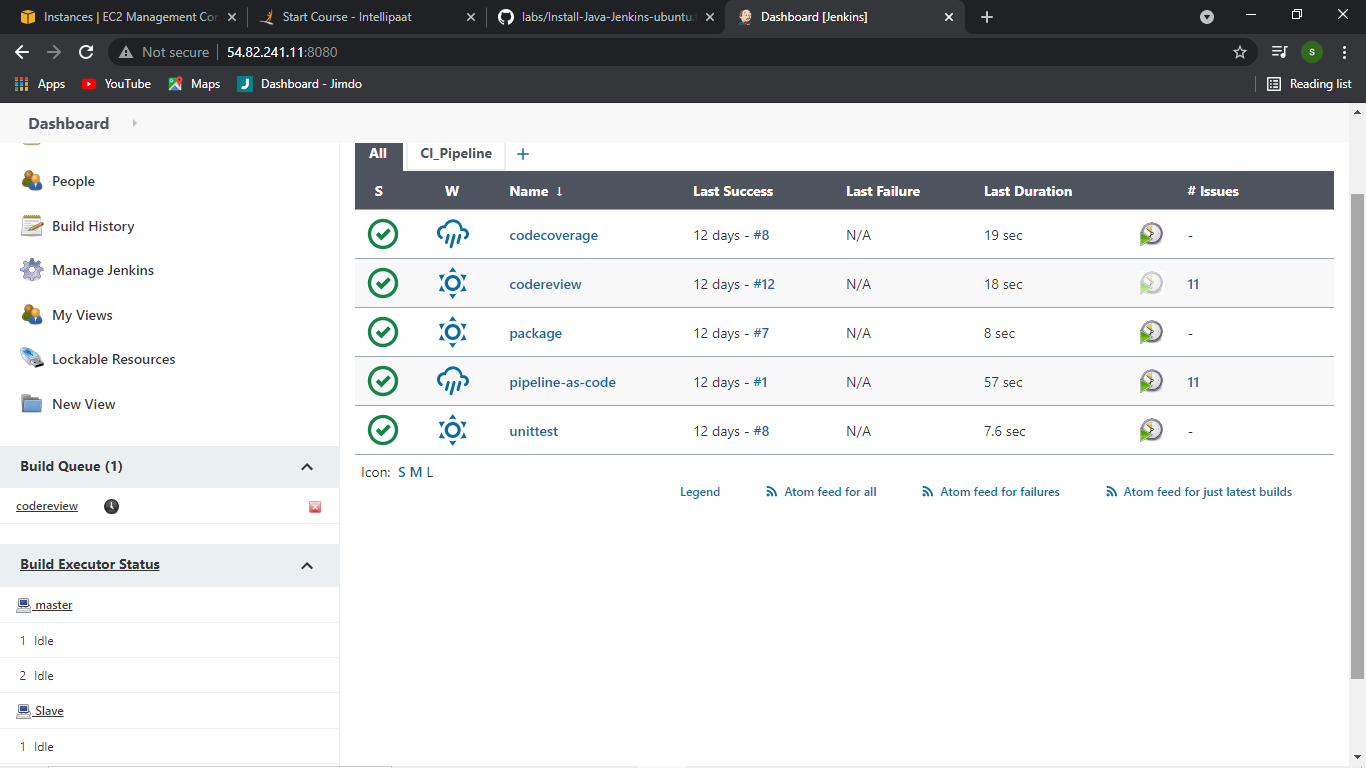 Instances | EC2 Management Con
Start Course - Intellipaat
labs/Install-Java-Jenkins-ubuntu.
Dashboard [Jenkins]
Not secure 54.82.241.11:8080
S
Apps YouTube Maps Dashboard - Jimdo Reading list
Dashboard
People
Build History
Manage Jenkins
My Views
Lockable Resources
New View
Build Queue (1)
codereview
Build Executor Status
master
1 Idle
2 Idle
Slave
1 Idle
All CI_Pipeline +
S W Name ↓ Last Success Last Failure Last Duration # Issues
codecoverage 12 days - #8 N/A 19 sec -
codereview 12 days - #12 N/A 18 sec 11
package 12 days - #7 N/A 8 sec -
pipeline-as-code 12 days - #1 N/A 57 sec 11
unittest 12 days - #8 N/A 7.6 sec -
Icon: S M L
Legend Atom feed for all Atom feed for failures Atom feed for just latest builds